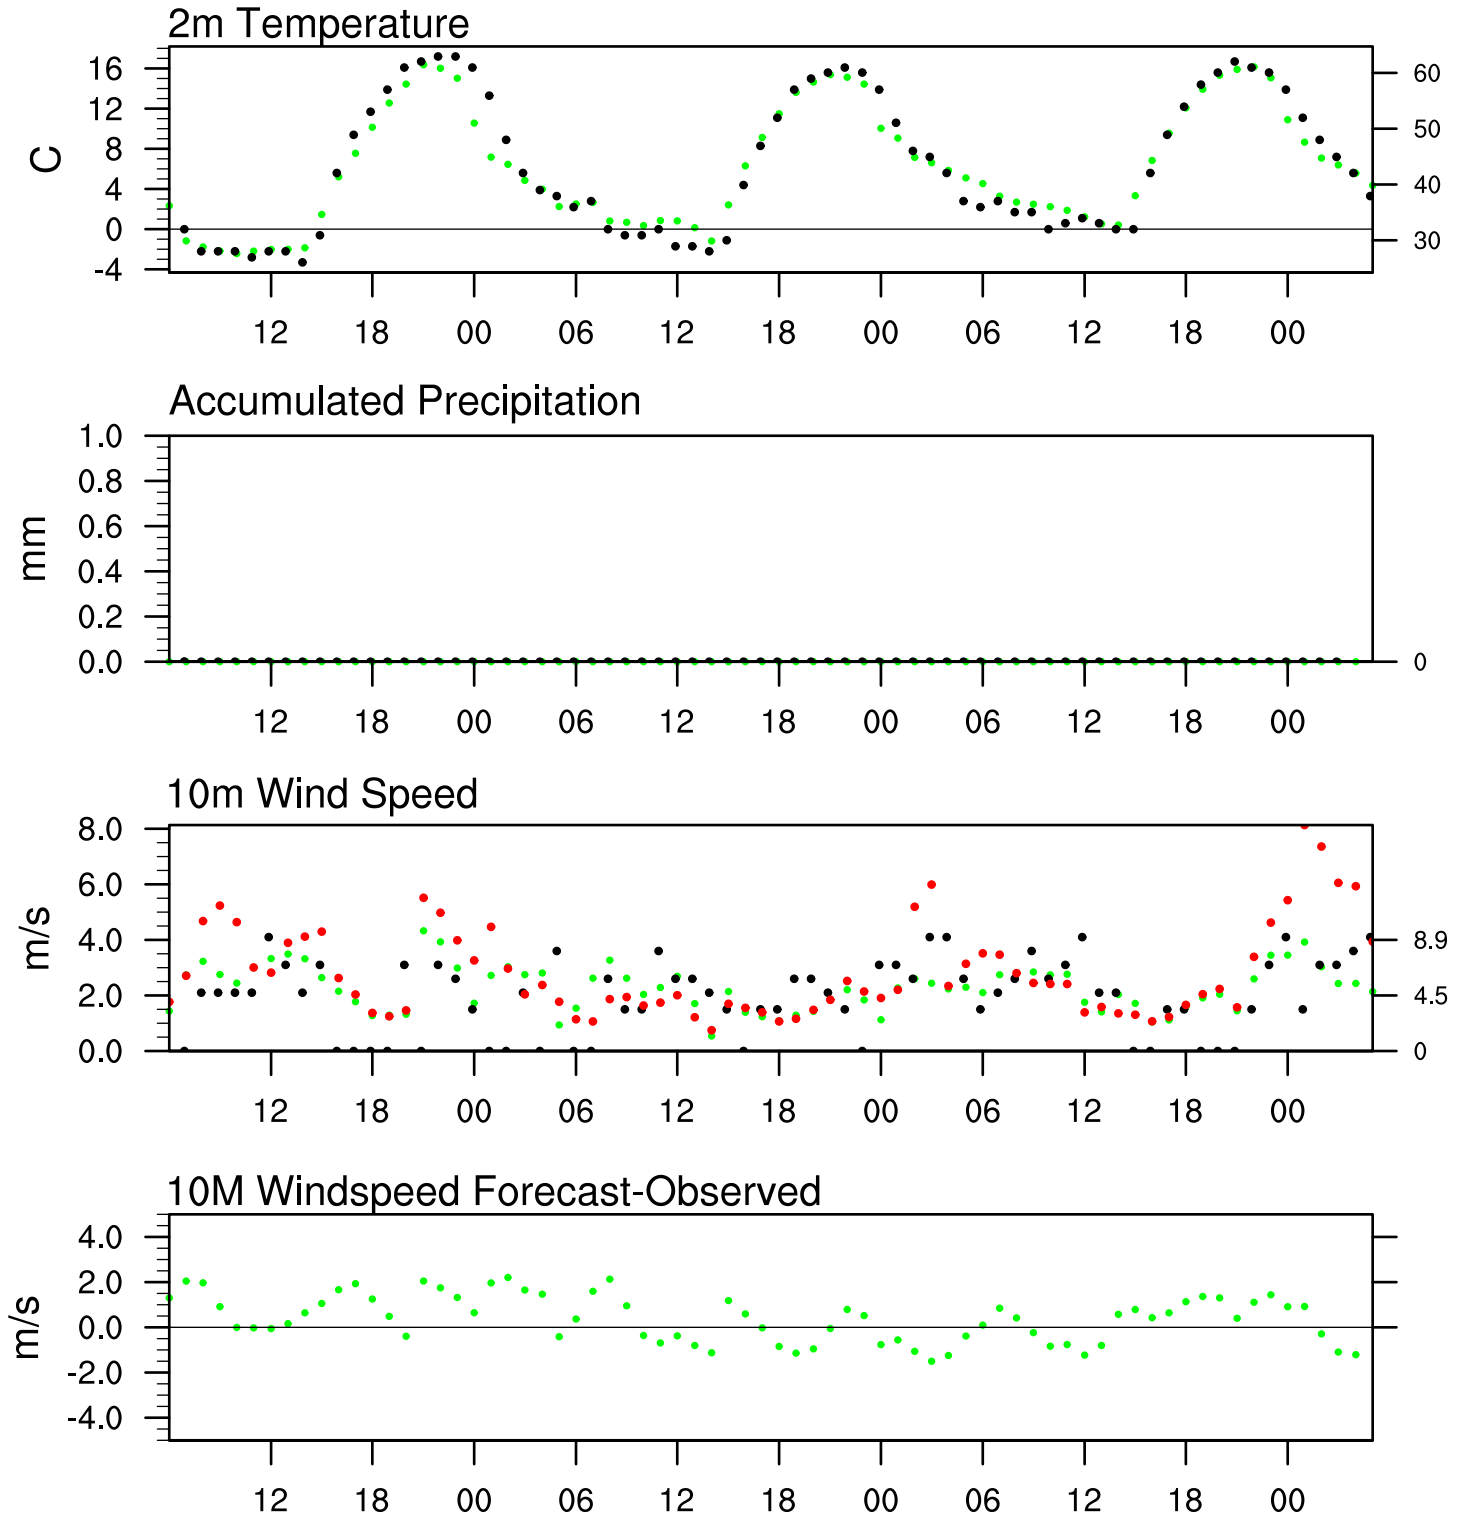 2m Temperature
16
12
8
4
0
-4
C
60
50
40
30
12 18 00 06 12 18 00 06 12 18 00
Accumulated Precipitation
1.0
0.8
0.6
0.4
0.2
0.0
mm
0
12 18 00 06 12 18 00 06 12 18 00
10m Wind Speed
8.0
6.0
4.0
2.0
0.0
m/s
8.9
4.5
0
12 18 00 06 12 18 00 06 12 18 00
10M Windspeed Forecast-Observed
4.0
2.0
0.0
-2.0
-4.0
m/s
12 18 00 06 12 18 00 06 12 18 00